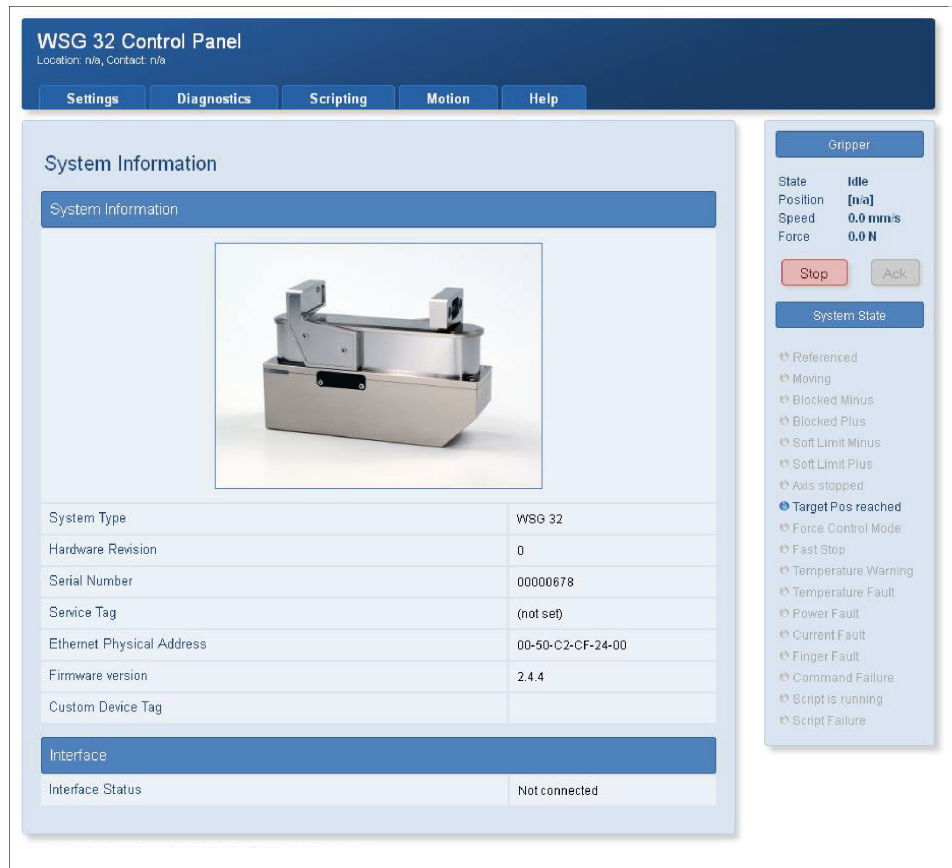 WSG 32 Control Panel
Location: n/a, Contact: n/a
Settings Diagnostics Scripting Motion Help
System Information
System Information
System Type WSG 32
Hardware Revision 0
Serial Number 00000678
Service Tag (not set)
Ethernet Physical Address 00-50-C2-CF-24-00
Firmware version 2.4.4
Custom Device Tag
Interface
Interface Status Not connected
Gripper
State Idle
Position [n/a]
Speed 0.0 mm/s
Force 0.0 N
Stop Ack
System State
Referenced
Moving
Blocked Minus
Blocked Plus
Soft Limit Minus
Soft Limit Plus
Axis stopped
Target Pos reached
Force Control Mode
Fast Stop
Temperature Warning
Temperature Fault
Power Fault
Current Fault
Finger Fault
Command Failure
Script is running
Script Failure